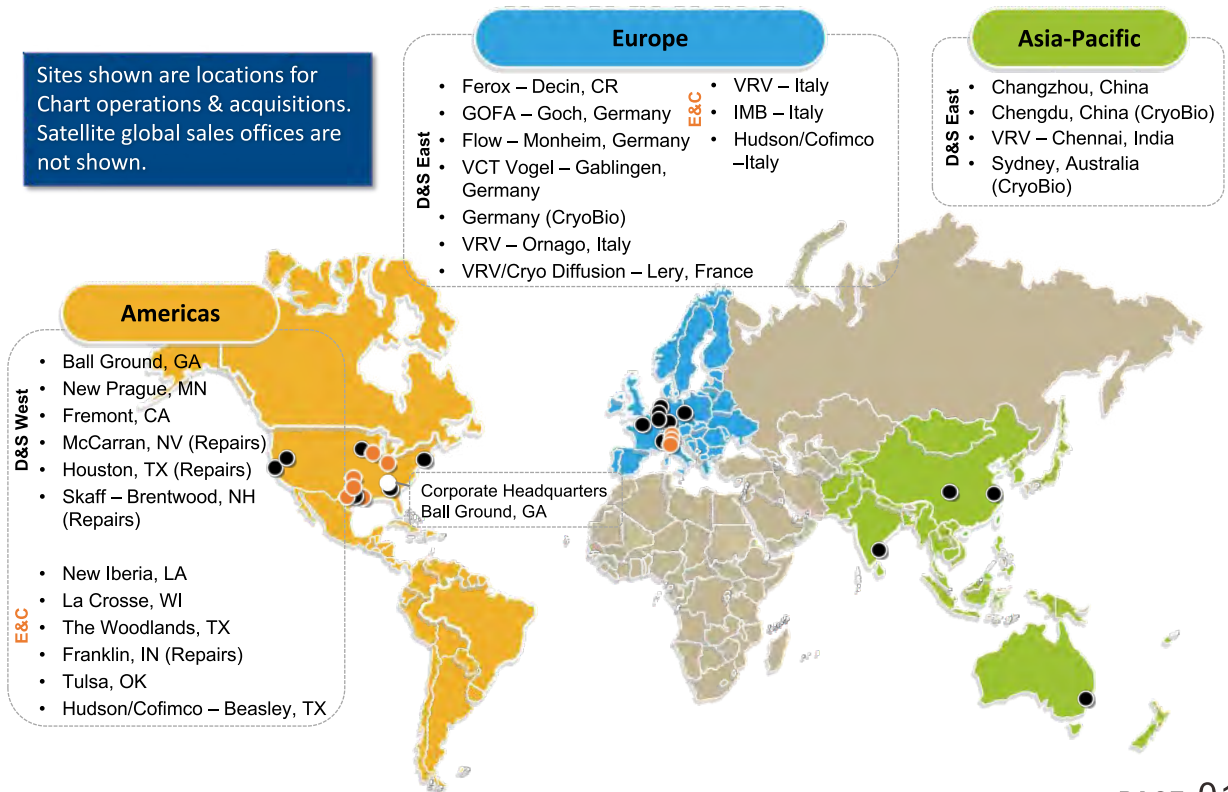 Sites shown are locations for
Chart operations & acquisitions.
Satellite global sales offices are
not shown.
Europe
D&S East
• Ferox – Decin, CR
• GOFA – Goch, Germany
• Flow – Monheim, Germany
• VCT Vogel – Gablingen,
Germany
• Germany (CryoBio)
• VRV – Ornago, Italy
• VRV/Cryo Diffusion – Lery, France
E&C
• VRV – Italy
• IMB – Italy
• Hudson/Cofimco
–Italy
Asia-Pacific
D&S East
• Changzhou, China
• Chengdu, China (CryoBio)
• VRV – Chennai, India
• Sydney, Australia
(CryoBio)
Americas
D&S West
• Ball Ground, GA
• New Prague, MN
• Fremont, CA
• McCarran, NV (Repairs)
• Houston, TX (Repairs)
• Skaff – Brentwood, NH
(Repairs)
E&C
• New Iberia, LA
• La Crosse, WI
• The Woodlands, TX
• Franklin, IN (Repairs)
• Tulsa, OK
• Hudson/Cofimco – Beasley, TX
Corporate Headquarters
Ball Ground, GA